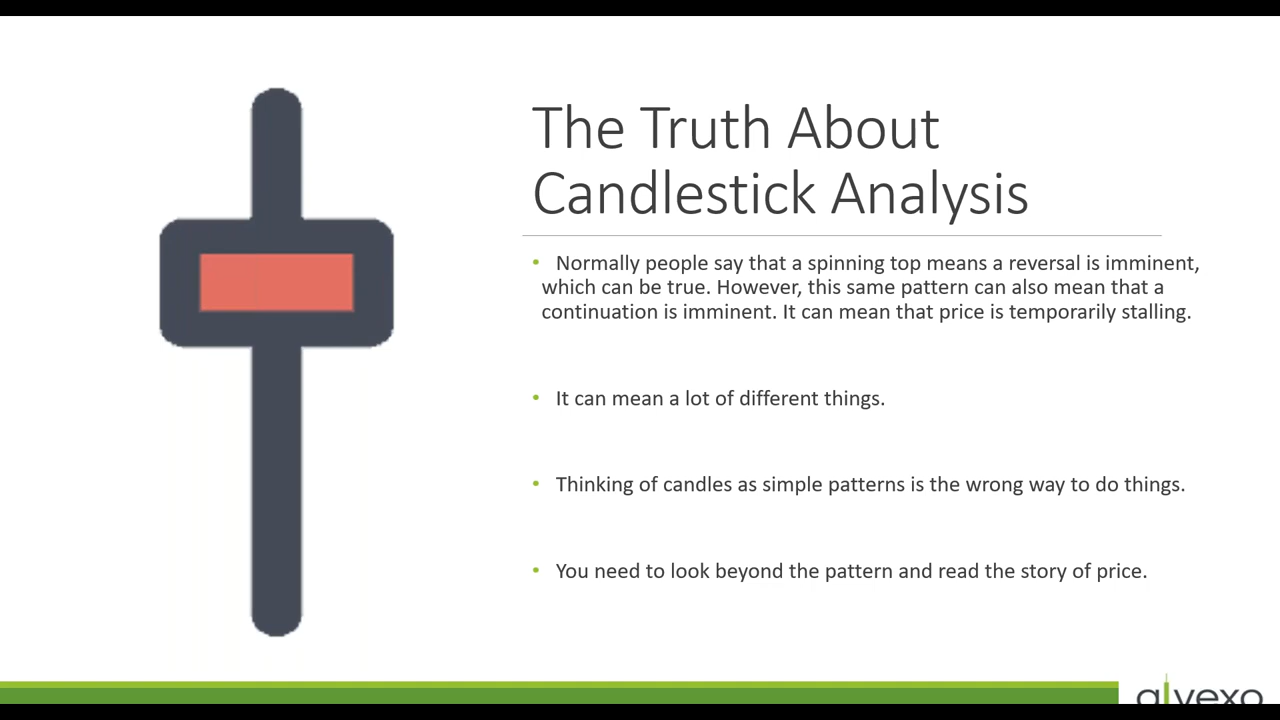 The Truth About
Candlestick Analysis
• Normally people say that a spinning top means a reversal is imminent,
which can be true. However, this same pattern can also mean that a
continuation is imminent. It can mean that price is temporarily stalling.
• It can mean a lot of different things.
• Thinking of candles as simple patterns is the wrong way to do things.
• You need to look beyond the pattern and read the story of price.
alvexo